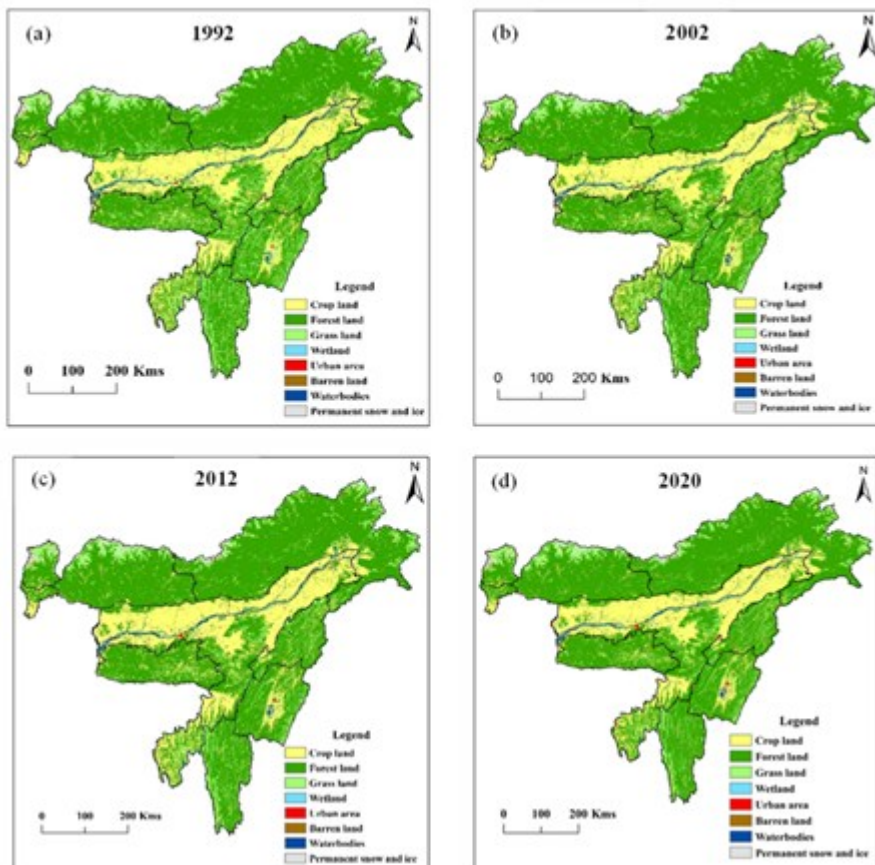 (a)
1992
N
Legend
Crop land
Forest land
Grass land
Wetland
Urban area
Barren land
Waterbodies
Permanent snow and ice
0 100 200 Kms
(b)
2002
N
Legend
Crop land
Forest land
Grass land
Wetland
Urban area
Barren land
Waterbodies
Permanent snow and ice
0 100 200 Kms
(c)
2012
N
Legend
Crop land
Forest land
Grass land
Wetland
Urban area
Barren land
Waterbodies
Permanent snow and ice
0 100 200 Kms
(d)
2020
N
Legend
Crop land
Forest land
Grass land
Wetland
Urban area
Barren land
Waterbodies
Permanent snow and ice
0 100 200 Kms